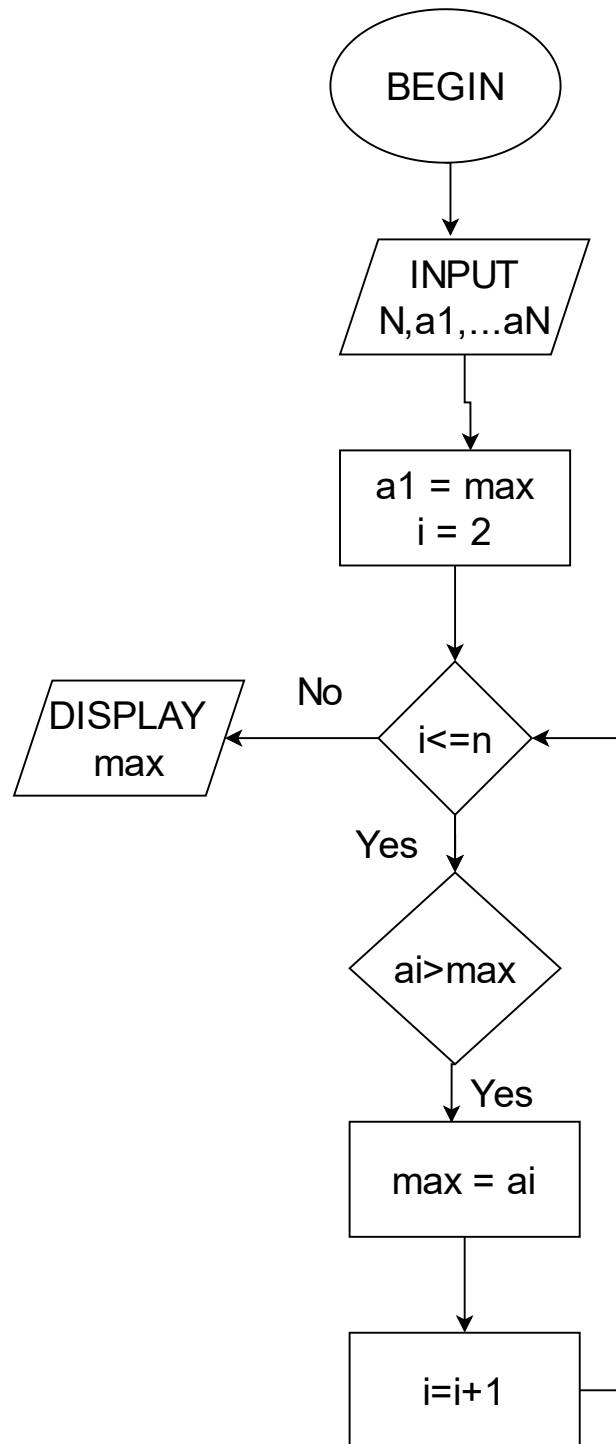 BEGIN
INPUT
N,a1,...aN
a1 = max
i = 2
No
DISPLAY
max
i<=n
Yes
ai>max
Yes
max = ai
i=i+1